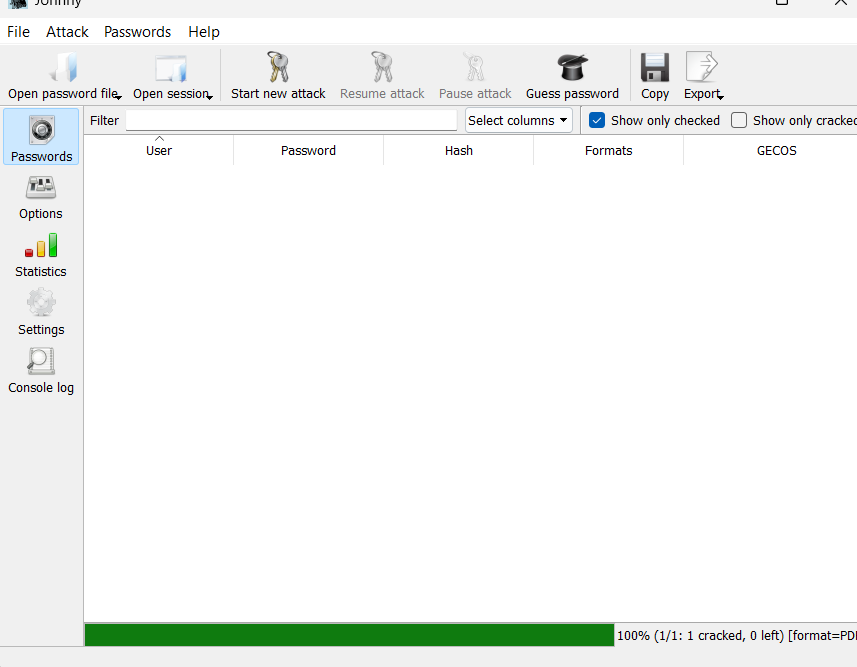 Johnny
File Attack Passwords Help
Open password file Open session Start new attack Resume attack Pause attack Guess password Copy Export
Filter Select columns Show only checked Show only cracked
Passwords
User Password Hash Formats GECOS
Options
Statistics
Settings
Console log
100% (1/1: 1 cracked, 0 left) [format=PDF